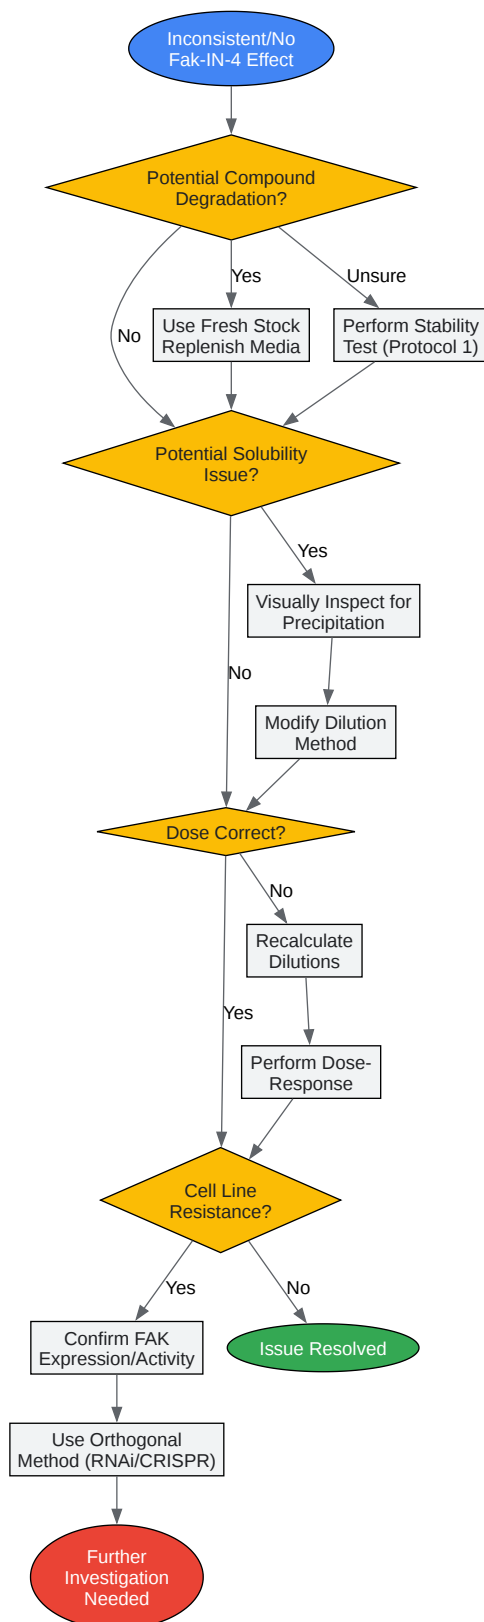 Inconsistent/No
Fak-IN-4 Effect
Potential Compound
Degradation?
Yes
Unsure
No
Use Fresh Stock
Replenish Media
Perform Stability
Test (Protocol 1)
Potential Solubility
Issue?
Yes
Visually Inspect for
Precipitation
No
Modify Dilution
Method
Dose Correct?
No
Recalculate
Dilutions
Yes
Perform Dose-
Response
Cell Line
Resistance?
Yes
No
Confirm FAK
Expression/Activity
Issue Resolved
Use Orthogonal
Method (RNAi/CRISPR)
Further
Investigation
Needed